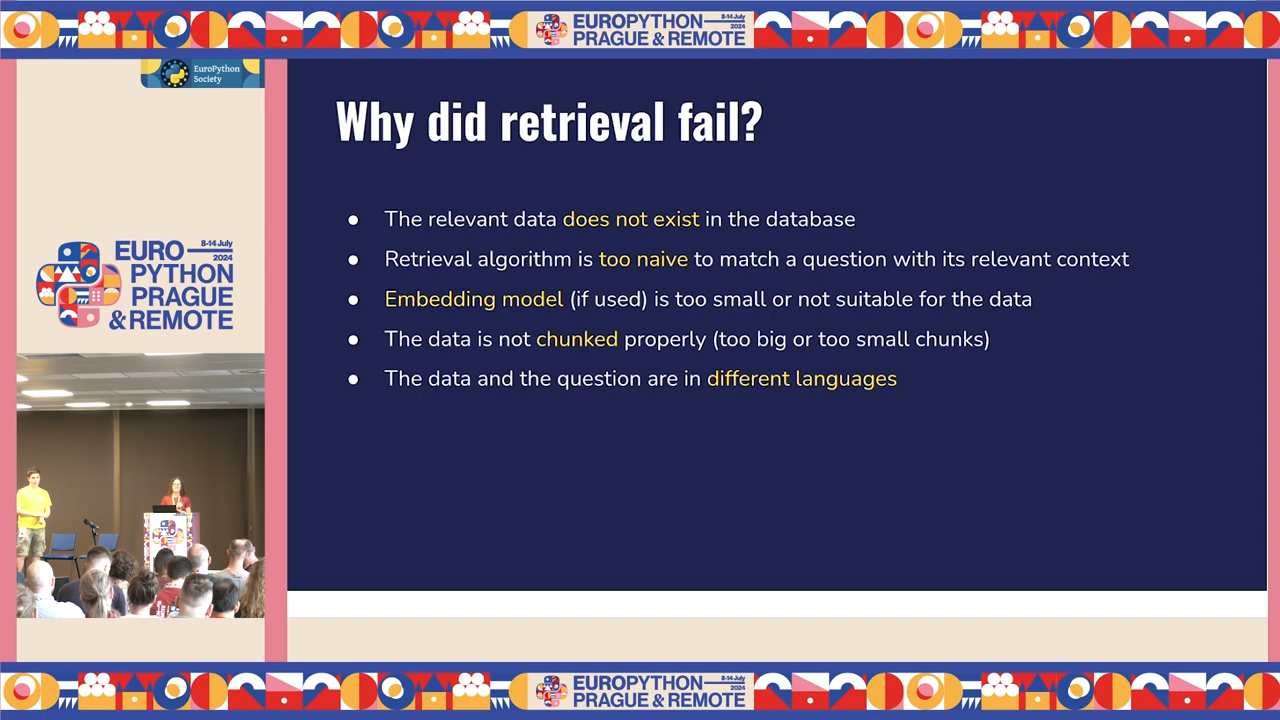 EUROPYTHON
8-14 July
2024
PRAGUE & REMOTE
EuroPython
Society
EURO
8-14 July
2024
PYTHON
PRAGUE
& REMOTE
Why did retrieval fail?
● The relevant data does not exist in the database
● Retrieval algorithm is too naive to match a question with its relevant context
● Embedding model (if used) is too small or not suitable for the data
● The data is not chunked properly (too big or too small chunks)
● The data and the question are in different languages
EUROPYTHON
8-14 July
2024
PRAGUE & REMOTE